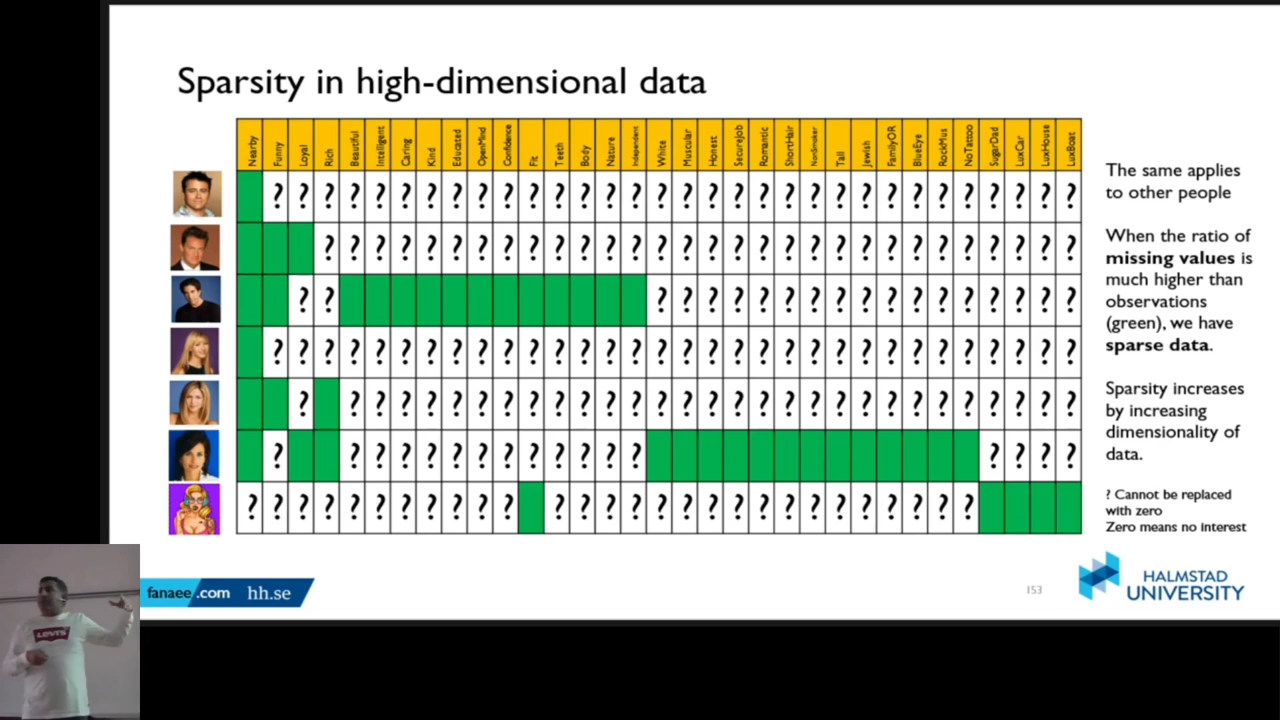 Sparsity in high-dimensional data
Nearby
Funny
Loyal
Rich
Beautiful
Intelligent
Caring
Kind
Educated
OpenMind
Confidence
Fit
Teeth
Body
Nature
Independent
White
Muscular
Honest
SecureJob
Romantic
ShortHair
NonSmoker
Tall
Jewish
FamilyOR
BlueEye
RockMus
NoTattoo
SugarDad
LuxCar
LuxHouse
LuxBoat
? ? ? ? ? ? ? ? ? ? ? ? ? ? ? ? ? ? ? ? ? ? ? ? ? ? ? ? ? ? ? ?
? ? ? ? ? ? ? ? ? ? ? ? ? ? ? ? ? ? ? ? ? ? ? ? ? ? ? ? ? ?
? ? ? ? ? ? ? ? ? ? ? ? ? ? ? ? ? ? ?
? ? ? ? ? ? ? ? ? ? ? ? ? ? ? ? ? ? ? ? ? ? ? ? ? ? ? ? ? ? ? ?
? ? ? ? ? ? ? ? ? ? ? ? ? ? ? ? ? ? ? ? ? ? ? ? ? ? ? ? ? ?
? ? ? ? ? ? ? ? ? ? ? ? ? ? ? ? ?
? ? ? ? ? ? ? ? ? ? ? ? ? ? ? ? ? ? ? ? ? ? ? ? ? ? ? ?
The same applies
to other people
When the ratio of
missing values is
much higher than
observations
(green), we have
sparse data.
Sparsity increases
by increasing
dimensionality of
data.
? Cannot be replaced
with zero
Zero means no interest
fanaee.com hh.se
153
HALMSTAD
UNIVERSITY
LEVI'S